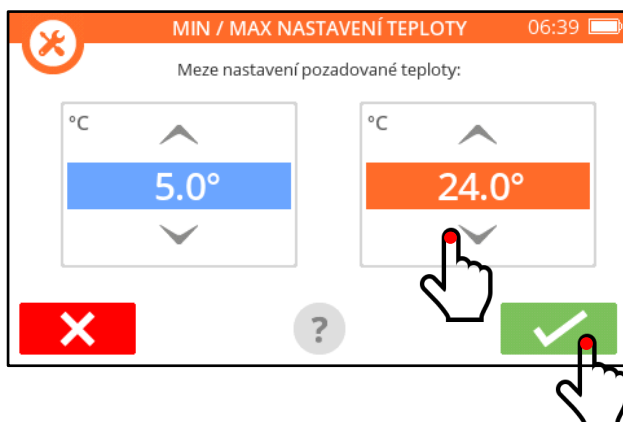 MIN / MAX NASTAVENÍ TEPLOTY 06:39
Meze nastavení pozadované teploty:
°C °C
5.0° 24.0°
?